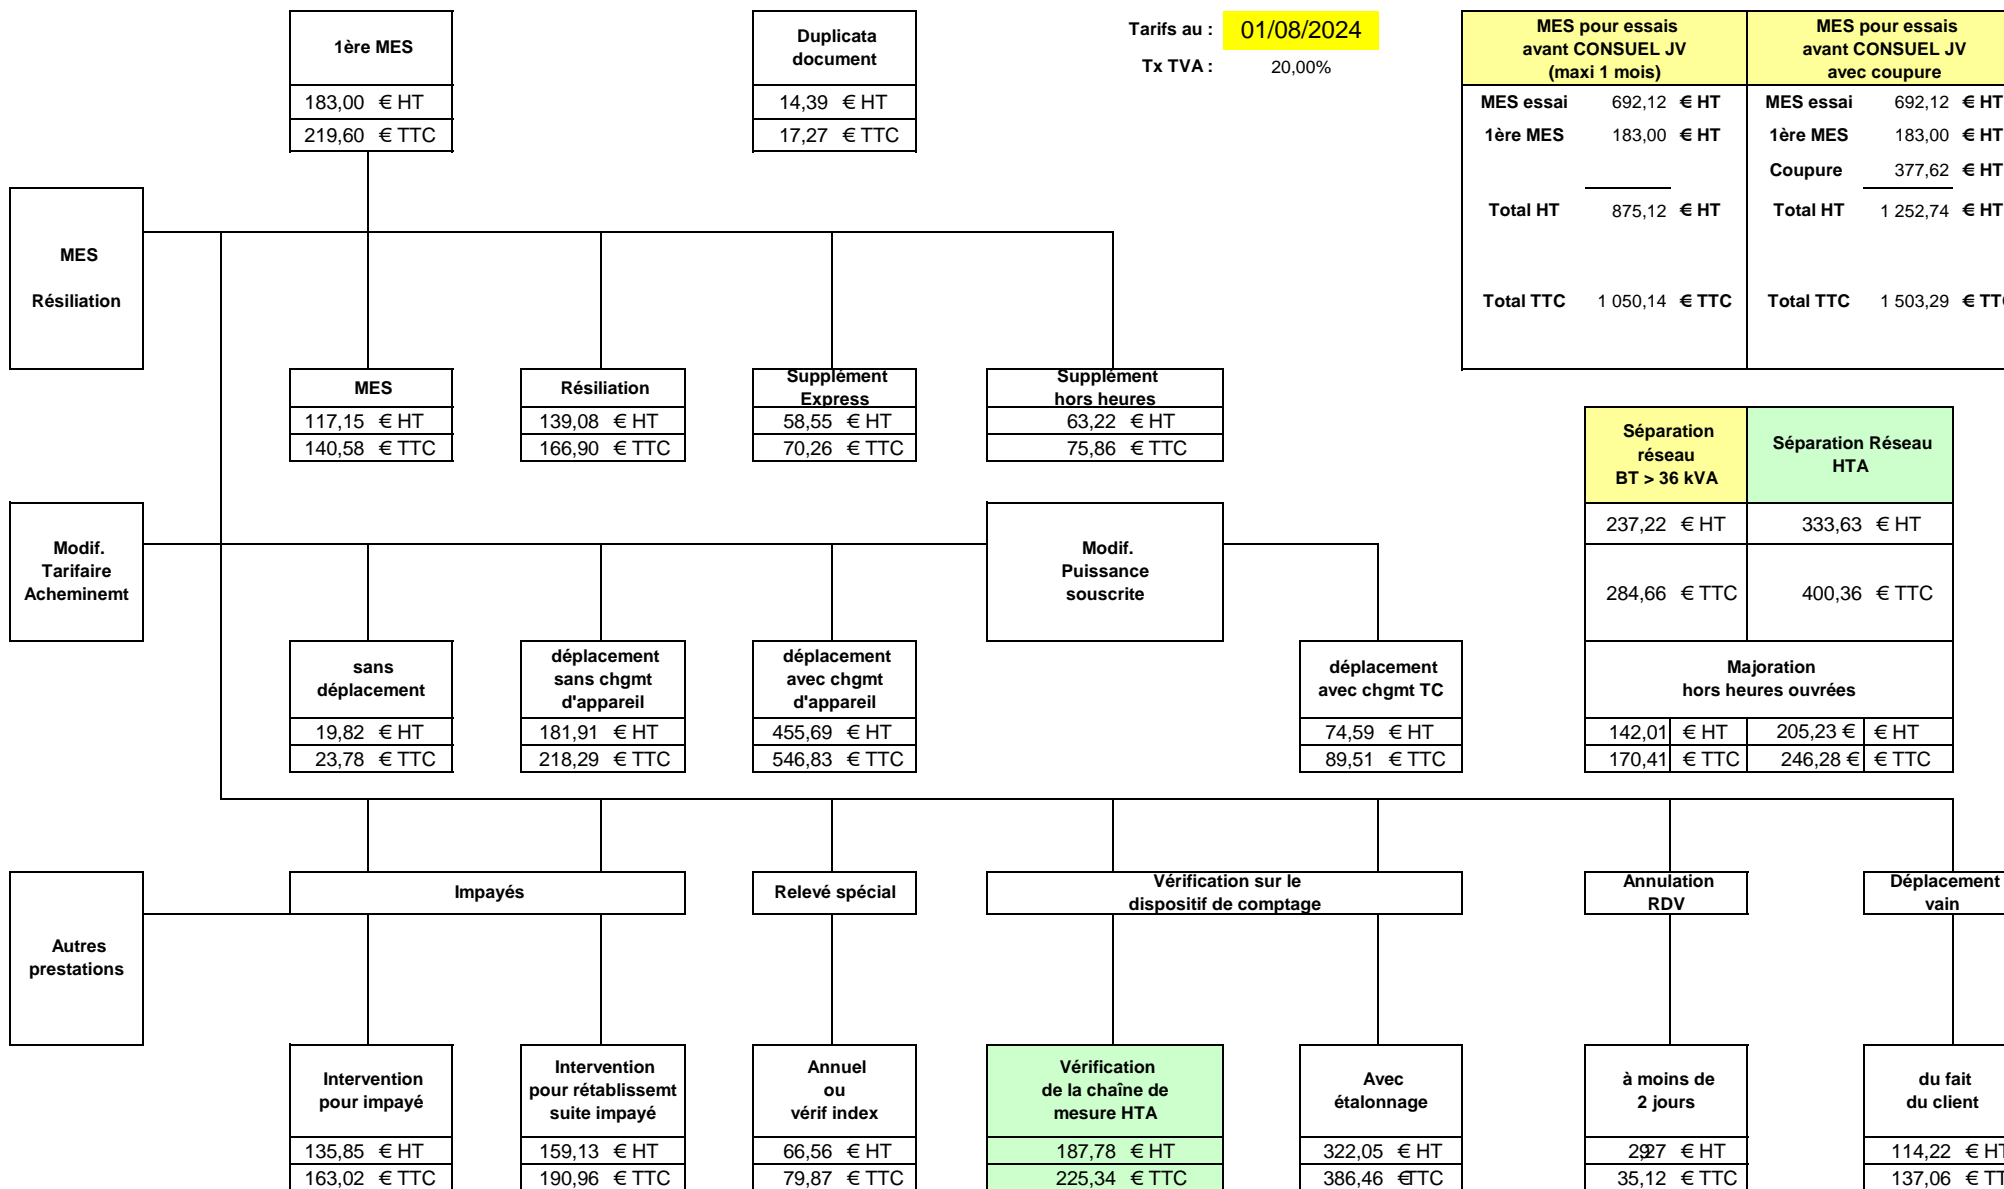 1ère MES
183,00 € HT
219,60 € TTC
Duplicata
document
14,39 € HT
17,27 € TTC
Tarifs au : 01/08/2024
Tx TVA : 20,00%
MES pour essais
avant CONSUEL JV
(maxi 1 mois)
MES essai 692,12 € HT
1ère MES 183,00 € HT
Total HT 875,12 € HT
Total TTC 1 050,14 € TTC
MES pour essais
avant CONSUEL JV
avec coupure
MES essai 692,12 € HT
1ère MES 183,00 € HT
Coupure 377,62 € HT
Total HT 1 252,74 € HT
Total TTC 1 503,29 €
MES
Résiliation
MES
117,15 € HT
140,58 € TTC
Résiliation
139,08 € HT
166,90 € TTC
Supplément
Express
58,55 € HT
70,26 € TTC
Supplément
hors heures
63,22 € HT
75,86 € TTC
Séparation
réseau
BT > 36 kVA
237,22 € HT
284,66 € TTC
Séparation Réseau
HTA
333,63 € HT
400,36 € TTC
Majoration
hors heures ouvrées
142,01 € HT 205,23 € € HT
170,41 € TTC 246,28 € € TTC
Modif.
Tarifaire
Acheminemt
Modif.
Puissance
souscrite
sans
déplacement
19,82 € HT
23,78 € TTC
déplacement
sans chgmt
d'appareil
181,91 € HT
218,29 € TTC
déplacement
avec chgmt
d'appareil
455,69 € HT
546,83 € TTC
déplacement
avec chgmt TC
74,59 € HT
89,51 € TTC
Autres
prestations
Impayés
Relevé spécial
Vérification sur le
dispositif de comptage
Annulation
RDV
Déplacement
vain
Intervention
pour impayé
135,85 € HT
163,02 € TTC
Intervention
pour rétablissemt
suite impayé
159,13 € HT
190,96 € TTC
Annuel
ou
vérif index
66,56 € HT
79,87 € TTC
Vérification
de la chaîne de
mesure HTA
187,78 € HT
225,34 € TTC
Avec
étalonnage
322,05 € HT
386,46 €TTC
à moins de
2 jours
€ HT
35,12 € TTC
du fait
du client
114,22 € HT
137,06 €